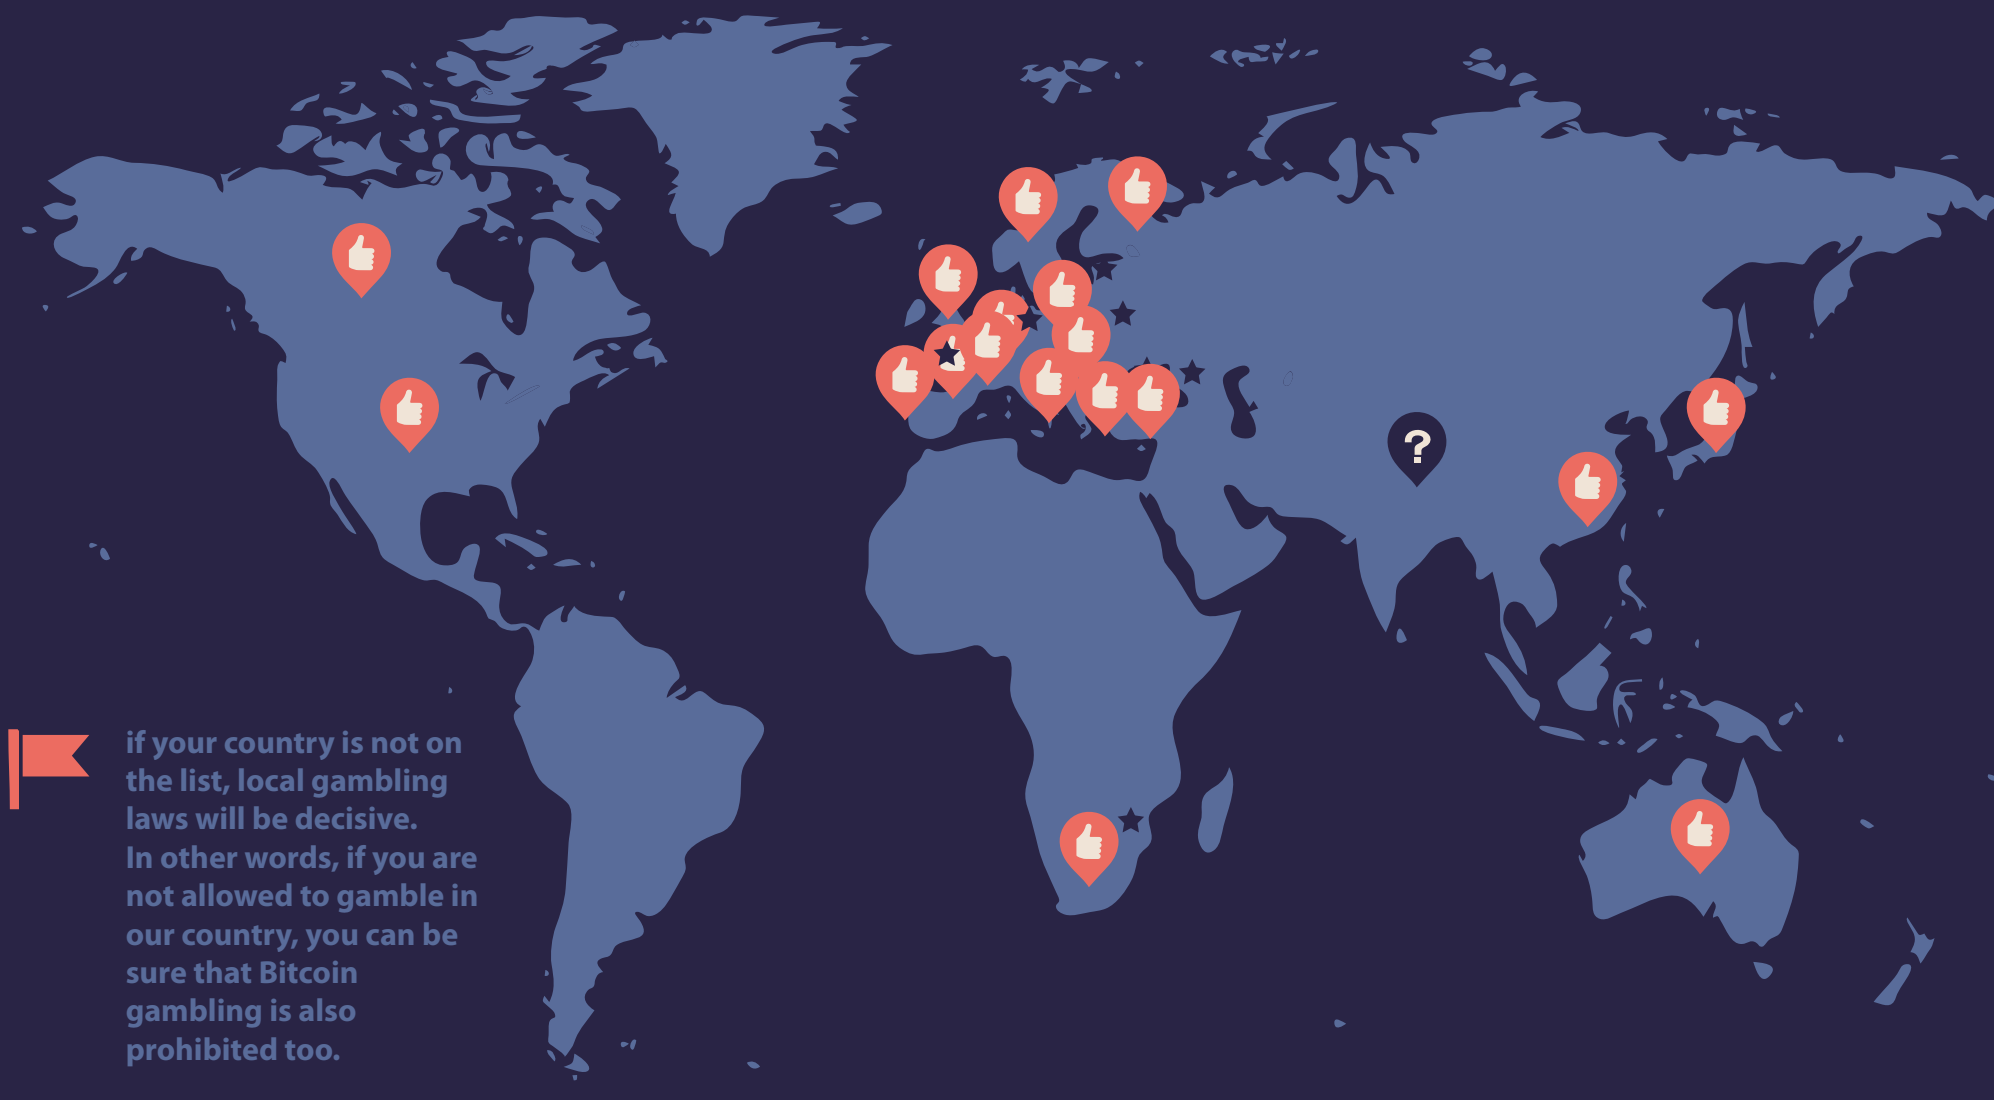 ?
if your country is not on
the list, local gambling
laws will be decisive.
In other words, if you are
not allowed to gamble in
our country, you can be
sure that Bitcoin
gambling is also
prohibited too.